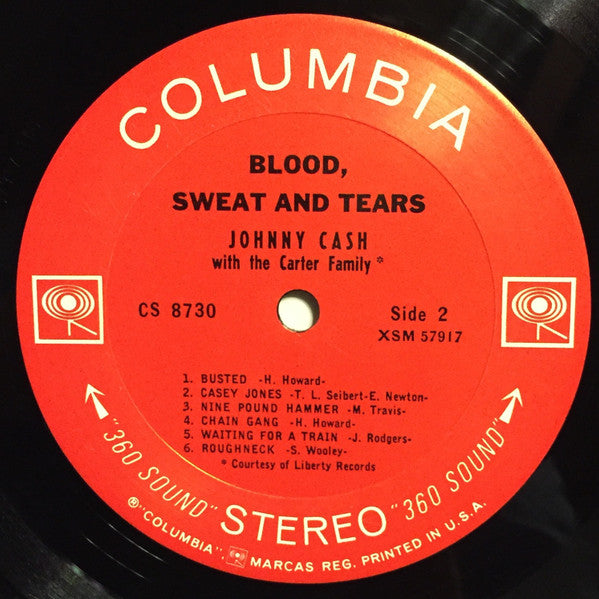 COLUMBIA
BLOOD,
SWEAT AND TEARS
JOHNNY CASH
with the Carter Family *
CS 8730
Side 2
XSM 57917
1. BUSTED -H. Howard-
2. CASEY JONES -T. L. Seibert-E. Newton-
3. NINE POUND HAMMER -M. Travis-
4. CHAIN GANG -H. Howard-
5. WAITING FOR A TRAIN -J. Rodgers-
6. ROUGHNECK -S. Wooley-
* Courtesy of Liberty Records
"360 SOUND" STEREO "360 SOUND"
® "COLUMBIA", MARCAS REG. PRINTED IN U.S.A.